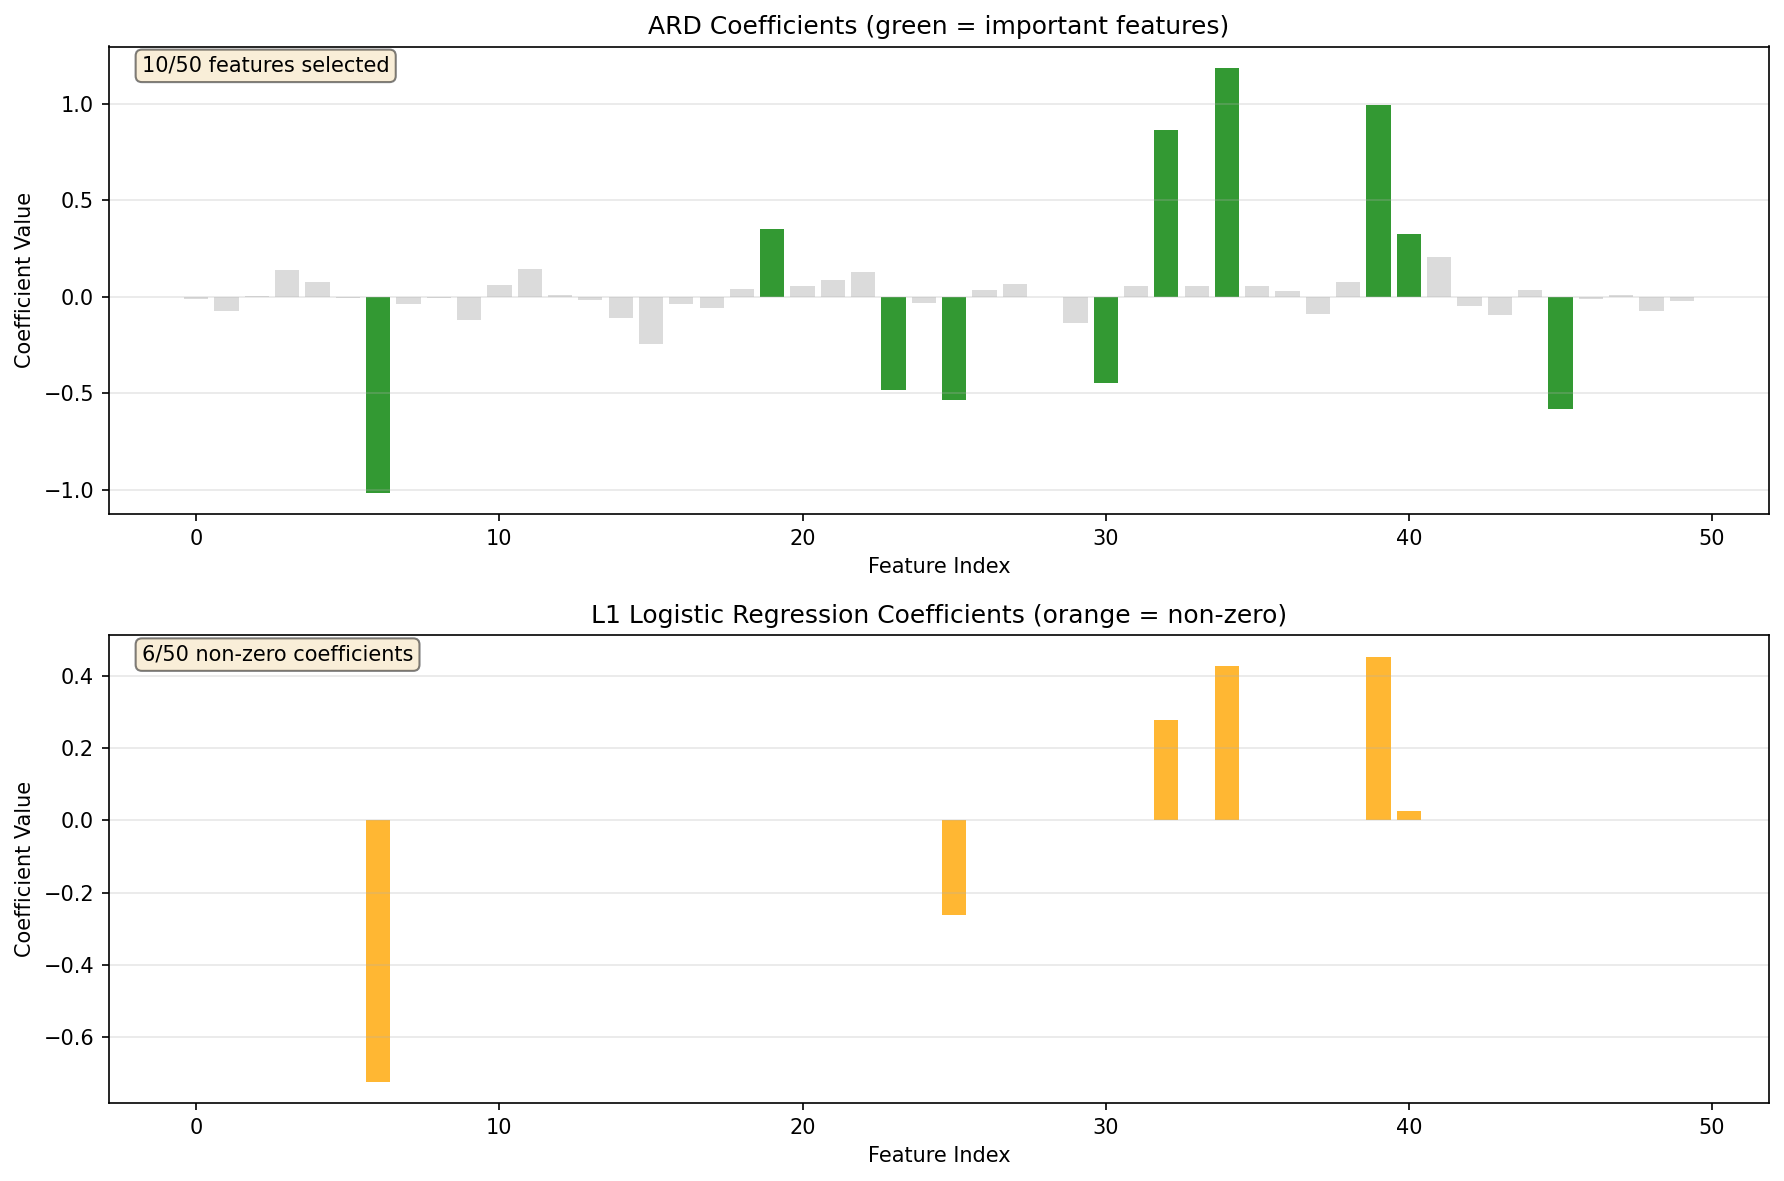 ARD Coefficients (green = important features)
10/50 features selected
1.0
0.5
0.0
−0.5
−1.0
Coefficient Value
0 10 20 30 40 50
Feature Index
L1 Logistic Regression Coefficients (orange = non-zero)
6/50 non-zero coefficients
0.4
0.2
0.0
−0.2
−0.4
−0.6
Coefficient Value
0 10 20 30 40 50
Feature Index